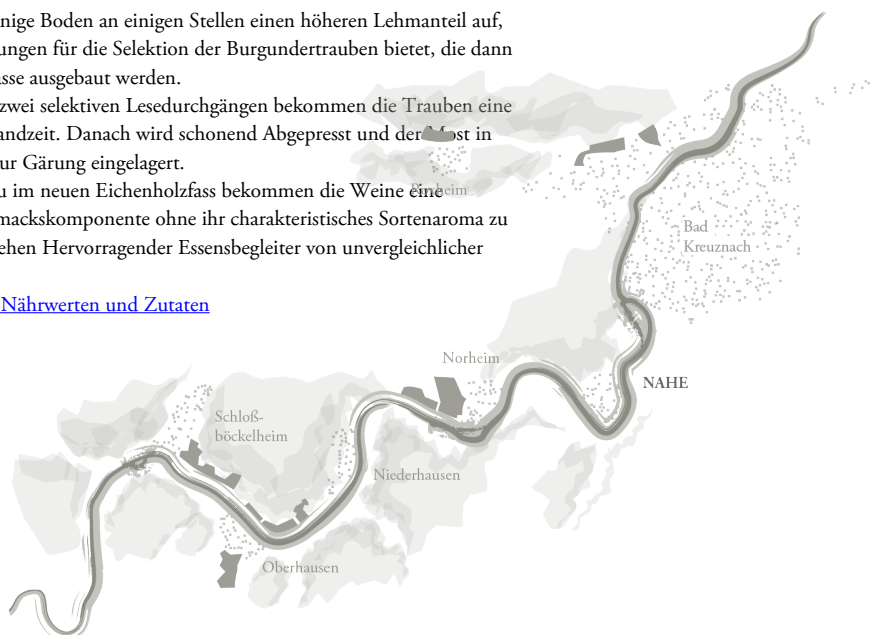 nige Boden an einigen Stellen einen höheren Lehmanteil auf,
ungen für die Selektion der Burgundertrauben bietet, die dann
asse ausgebaut werden.
zwei selektiven Lesedurchgängen bekommen die Trauben eine
andzeit. Danach wird schonend Abgepresst und der Most in
ur Gärung eingelagert.
u im neuen Eichenholzfass bekommen die Weine eine
mackskomponente ohne ihr charakteristisches Sortenaroma zu
ehen Hervorragender Essensbegleiter von unvergleichlicher
Nährwerten und Zutaten
Bad
Kreuznach
Norheim
NAHE
Schloß-
böckelheim
Niederhausen
Oberhausen